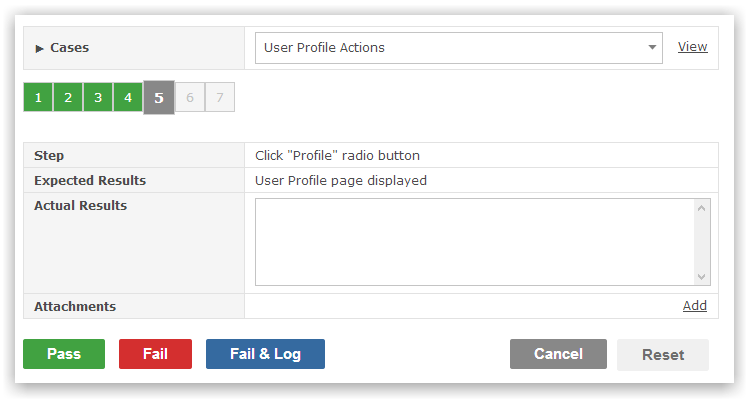 ► Cases User Profile Actions View
1 2 3 4 5 6 7
Step Click "Profile" radio button
Expected Results User Profile page displayed
Actual Results
Attachments Add
Pass Fail Fail & Log Cancel Reset